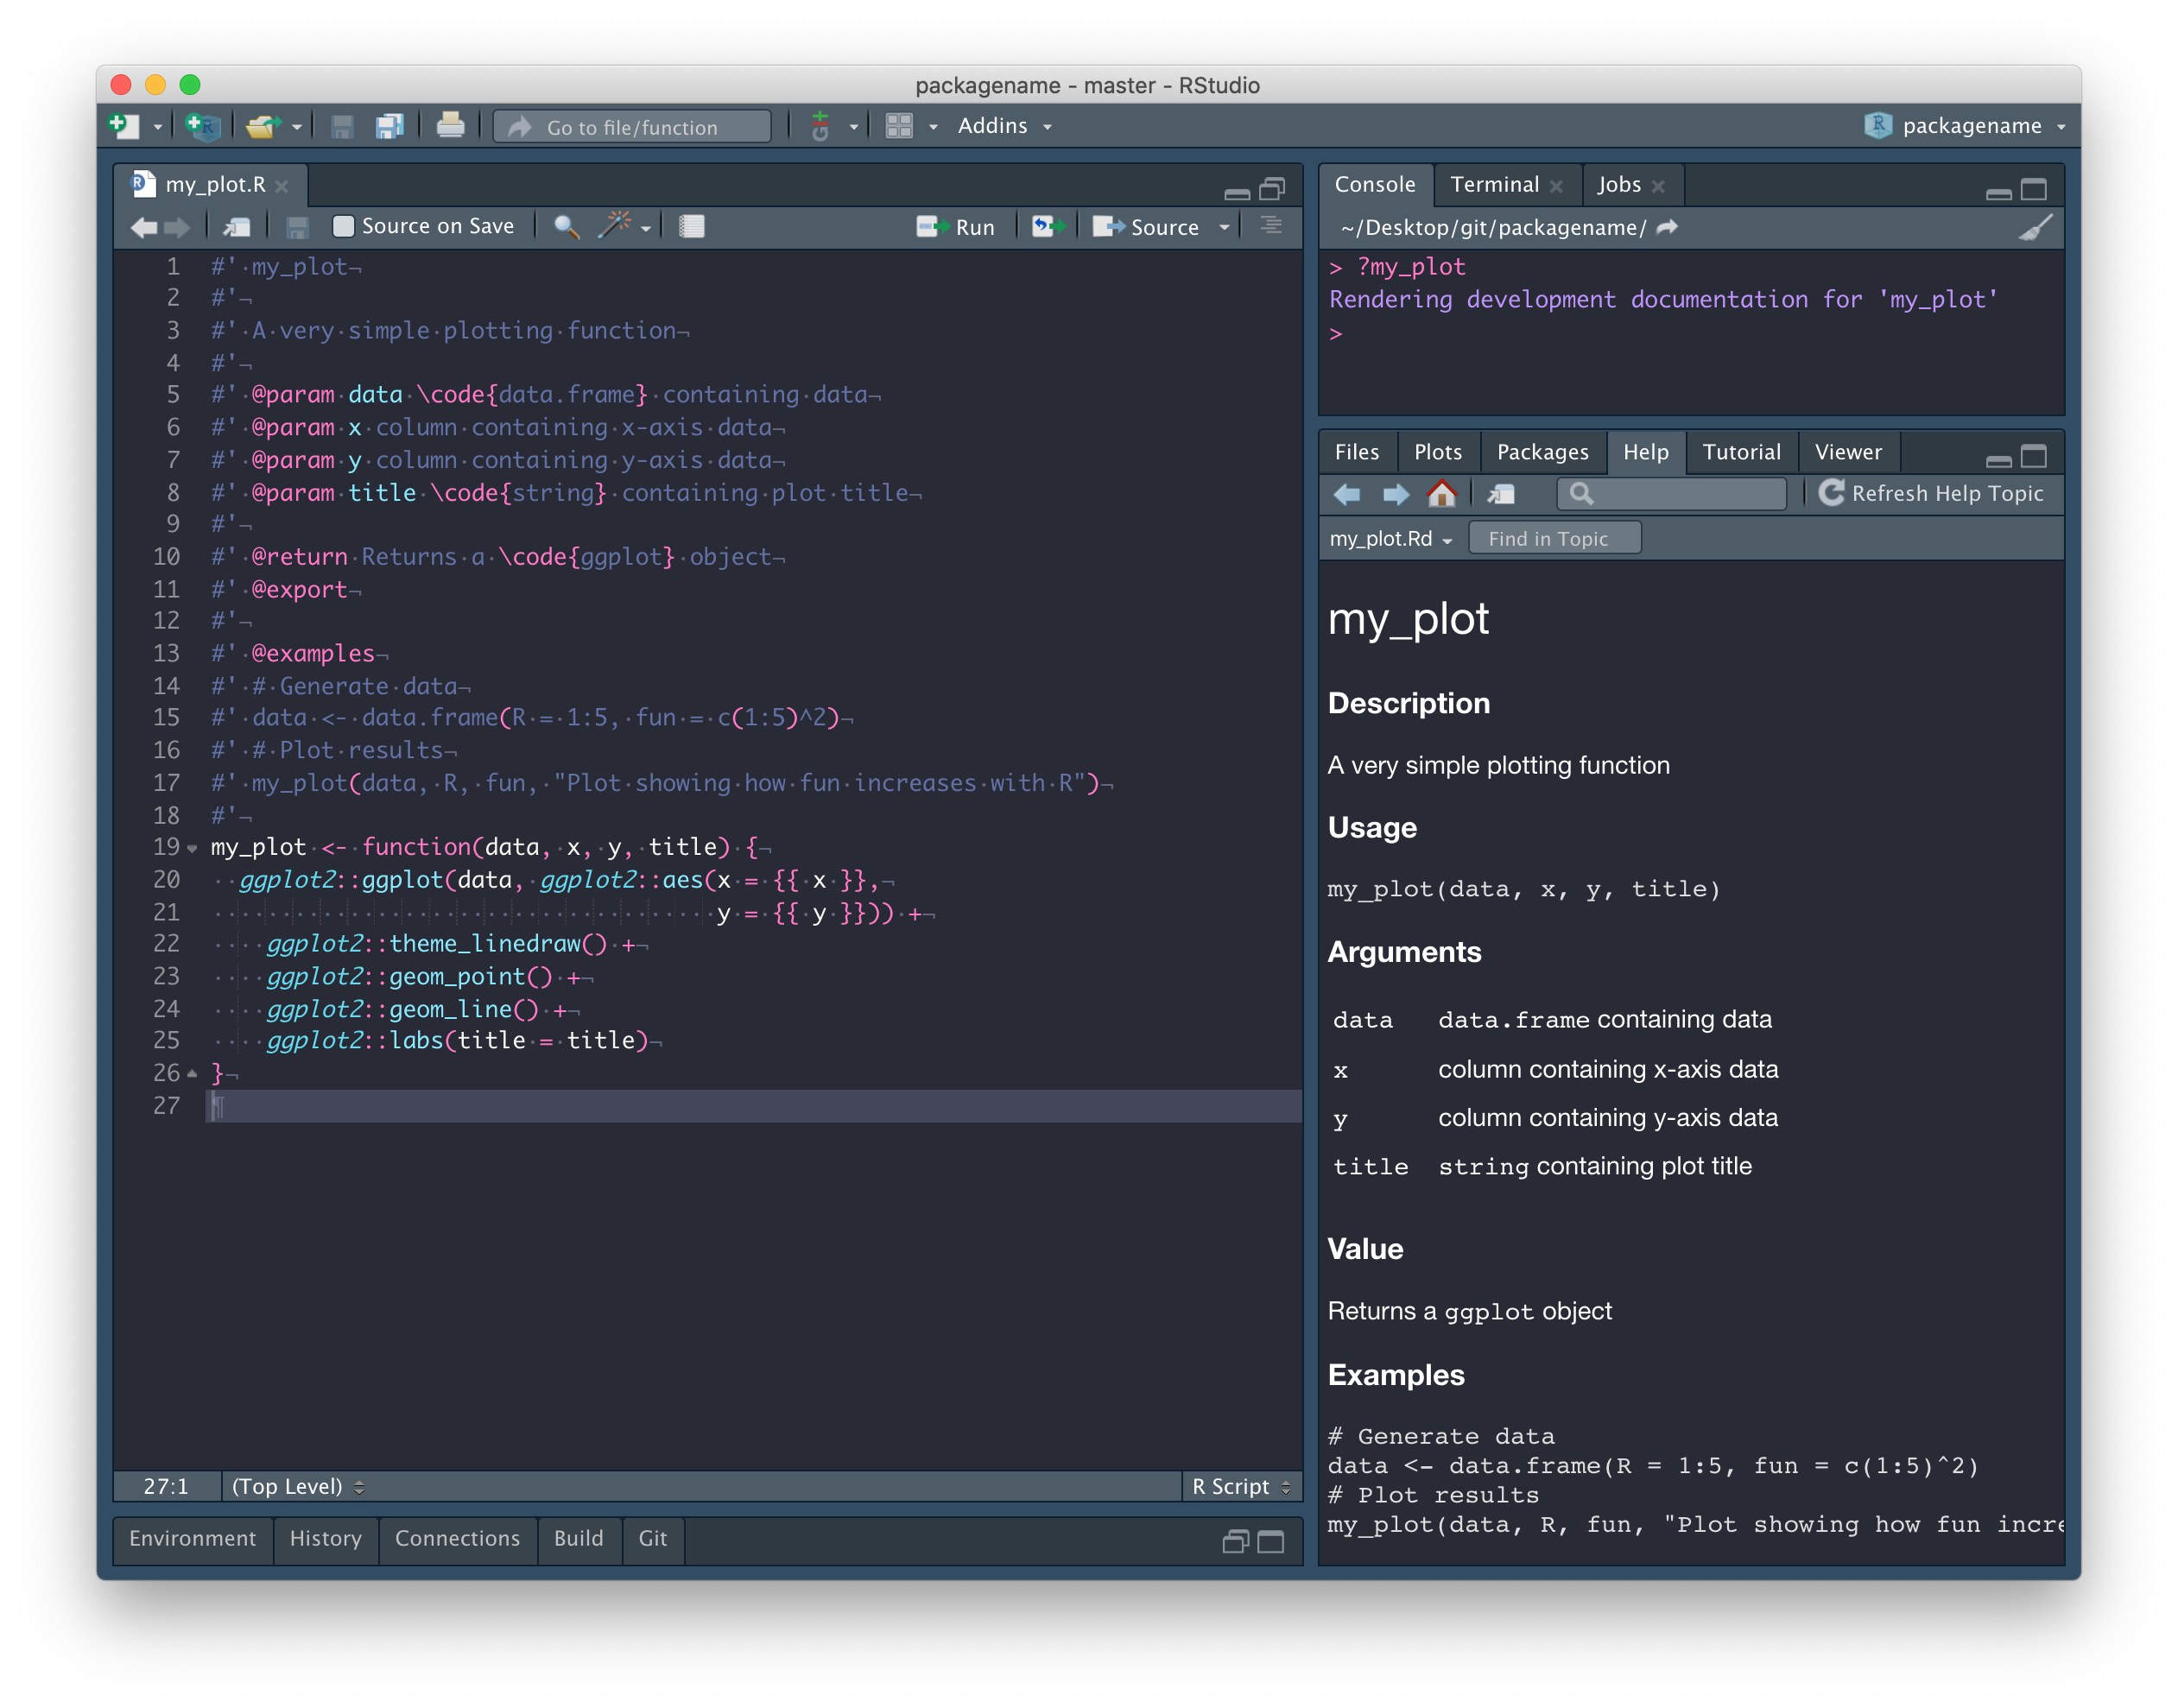 packagename - master - RStudio
Go to file/function
Addins
packagename
my_plot.R
Source on Save
Run
Source
1 #' my_plot
2 #'
3 #' A very simple plotting function
4 #'
5 #' @param data \code{data.frame} containing data
6 #' @param x column containing x-axis data
7 #' @param y column containing y-axis data
8 #' @param title \code{string} containing plot title
9 #'
10 #' @return Returns a \code{ggplot} object
11 #' @export
12 #'
13 #' @examples
14 #' # Generate data
15 #' data <- data.frame(R = 1:5, fun = c(1:5)^2)
16 #' # Plot results
17 #' my_plot(data, R, fun, "Plot showing how fun increases with R")
18 #'
19 my_plot <- function(data, x, y, title) {
20   ggplot2::ggplot(data, ggplot2::aes(x = {{ x }},
21                                      y = {{ y }})) +
22     ggplot2::theme_linedraw() +
23     ggplot2::geom_point() +
24     ggplot2::geom_line() +
25     ggplot2::labs(title = title)
26 }
27
27:1 (Top Level)
R Script
Environment History Connections Build Git
Console Terminal Jobs
~/Desktop/git/packagename/
> ?my_plot
Rendering development documentation for 'my_plot'
>
Files Plots Packages Help Tutorial Viewer
Refresh Help Topic
my_plot.Rd
Find in Topic
my_plot
Description
A very simple plotting function
Usage
my_plot(data, x, y, title)
Arguments
data data.frame containing data
x column containing x-axis data
y column containing y-axis data
title string containing plot title
Value
Returns a ggplot object
Examples
# Generate data
data <- data.frame(R = 1:5, fun = c(1:5)^2)
# Plot results
my_plot(data, R, fun, "Plot showing how fun incre